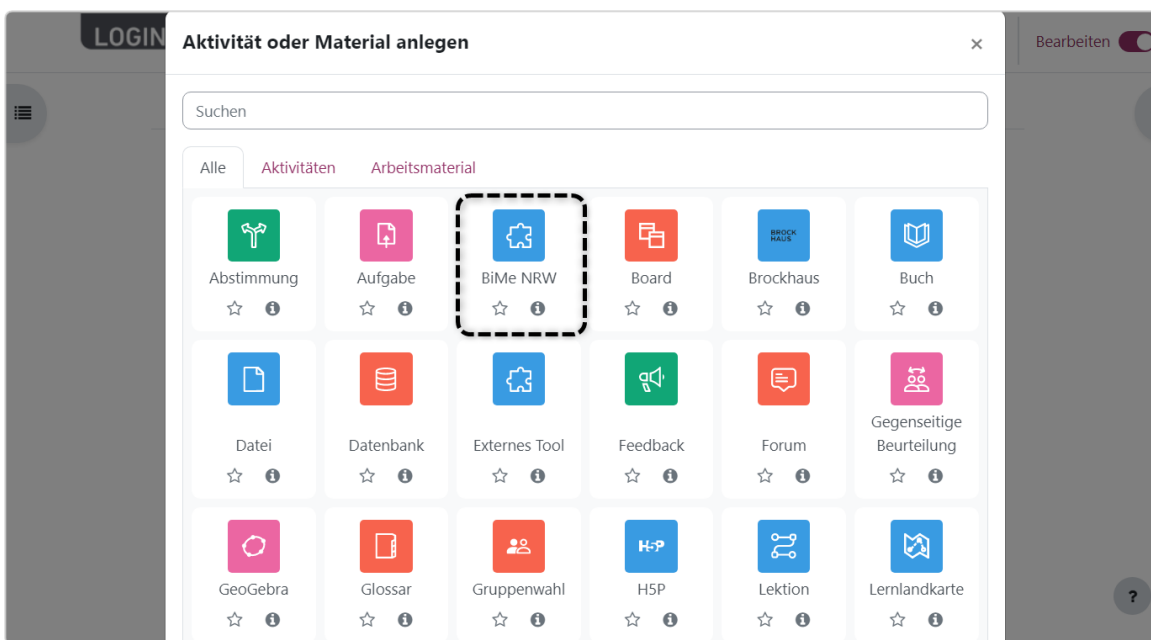 LOGIN
Aktivität oder Material anlegen
×
Bearbeiten
Suchen
Alle Aktivitäten Arbeitsmaterial
BROCK
HAUS
Abstimmung Aufgabe BiMe NRW Board Brockhaus Buch
Datei Datenbank Externes Tool Feedback Forum Gegenseitige
Beurteilung
H5P
GeoGebra Glossar Gruppenwahl H5P Lektion Lernlandkarte
?